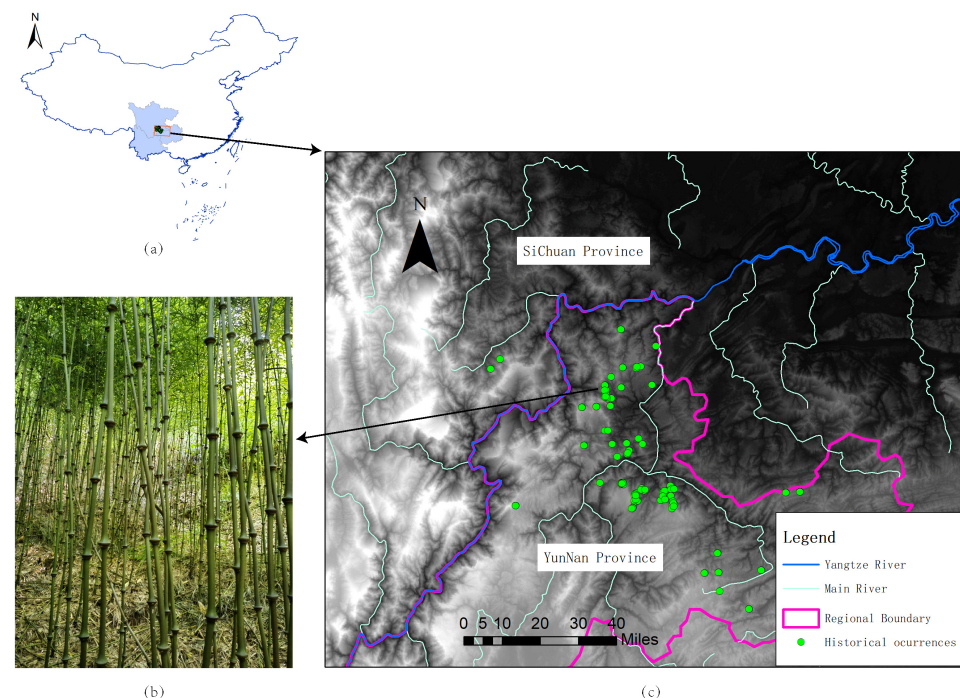 N
(a)
N
SiChuan Province
YunNan Province
0 5 10 20 30 40
Miles
Legend
Yangtze River
Main River
Regional Boundary
Historical ocurrences
(b)
(c)